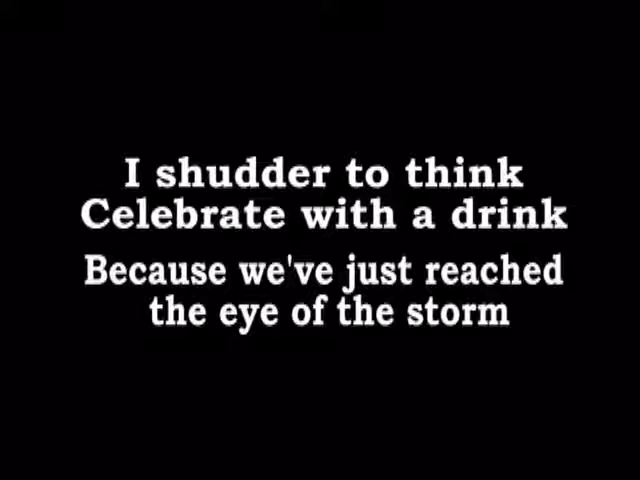 I shudder to think
Celebrate with a drink
Because we've just reached
the eye of the storm